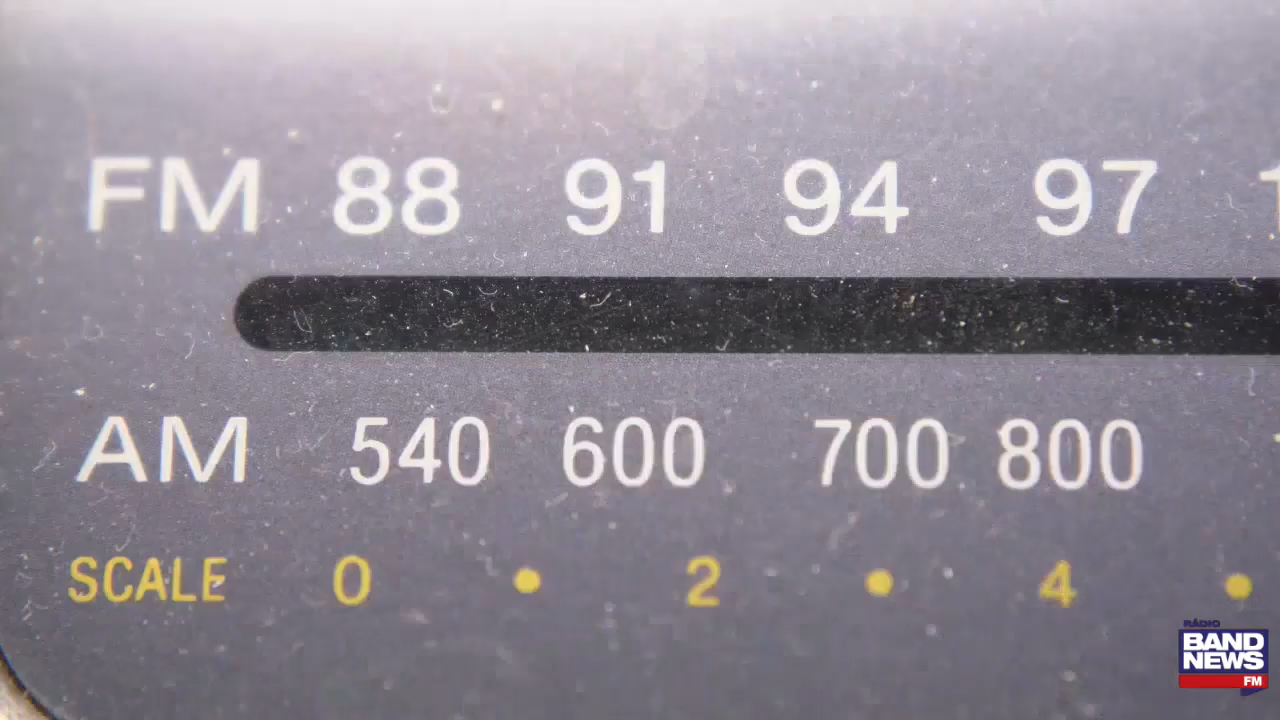 FM 88 91 94 97
AM 540 600 700 800
SCALE 0 • 2 • 4 •
RÁDIO
BAND
NEWS
FM